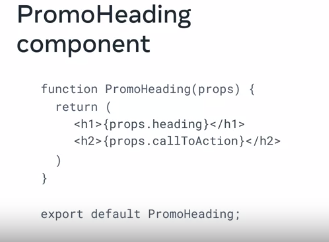 PromoHeading
component
function PromoHeading(props) {
  return (
    <h1>{props.heading}</h1>
    <h2>{props.callToAction}</h2>
  )
}
export default PromoHeading;